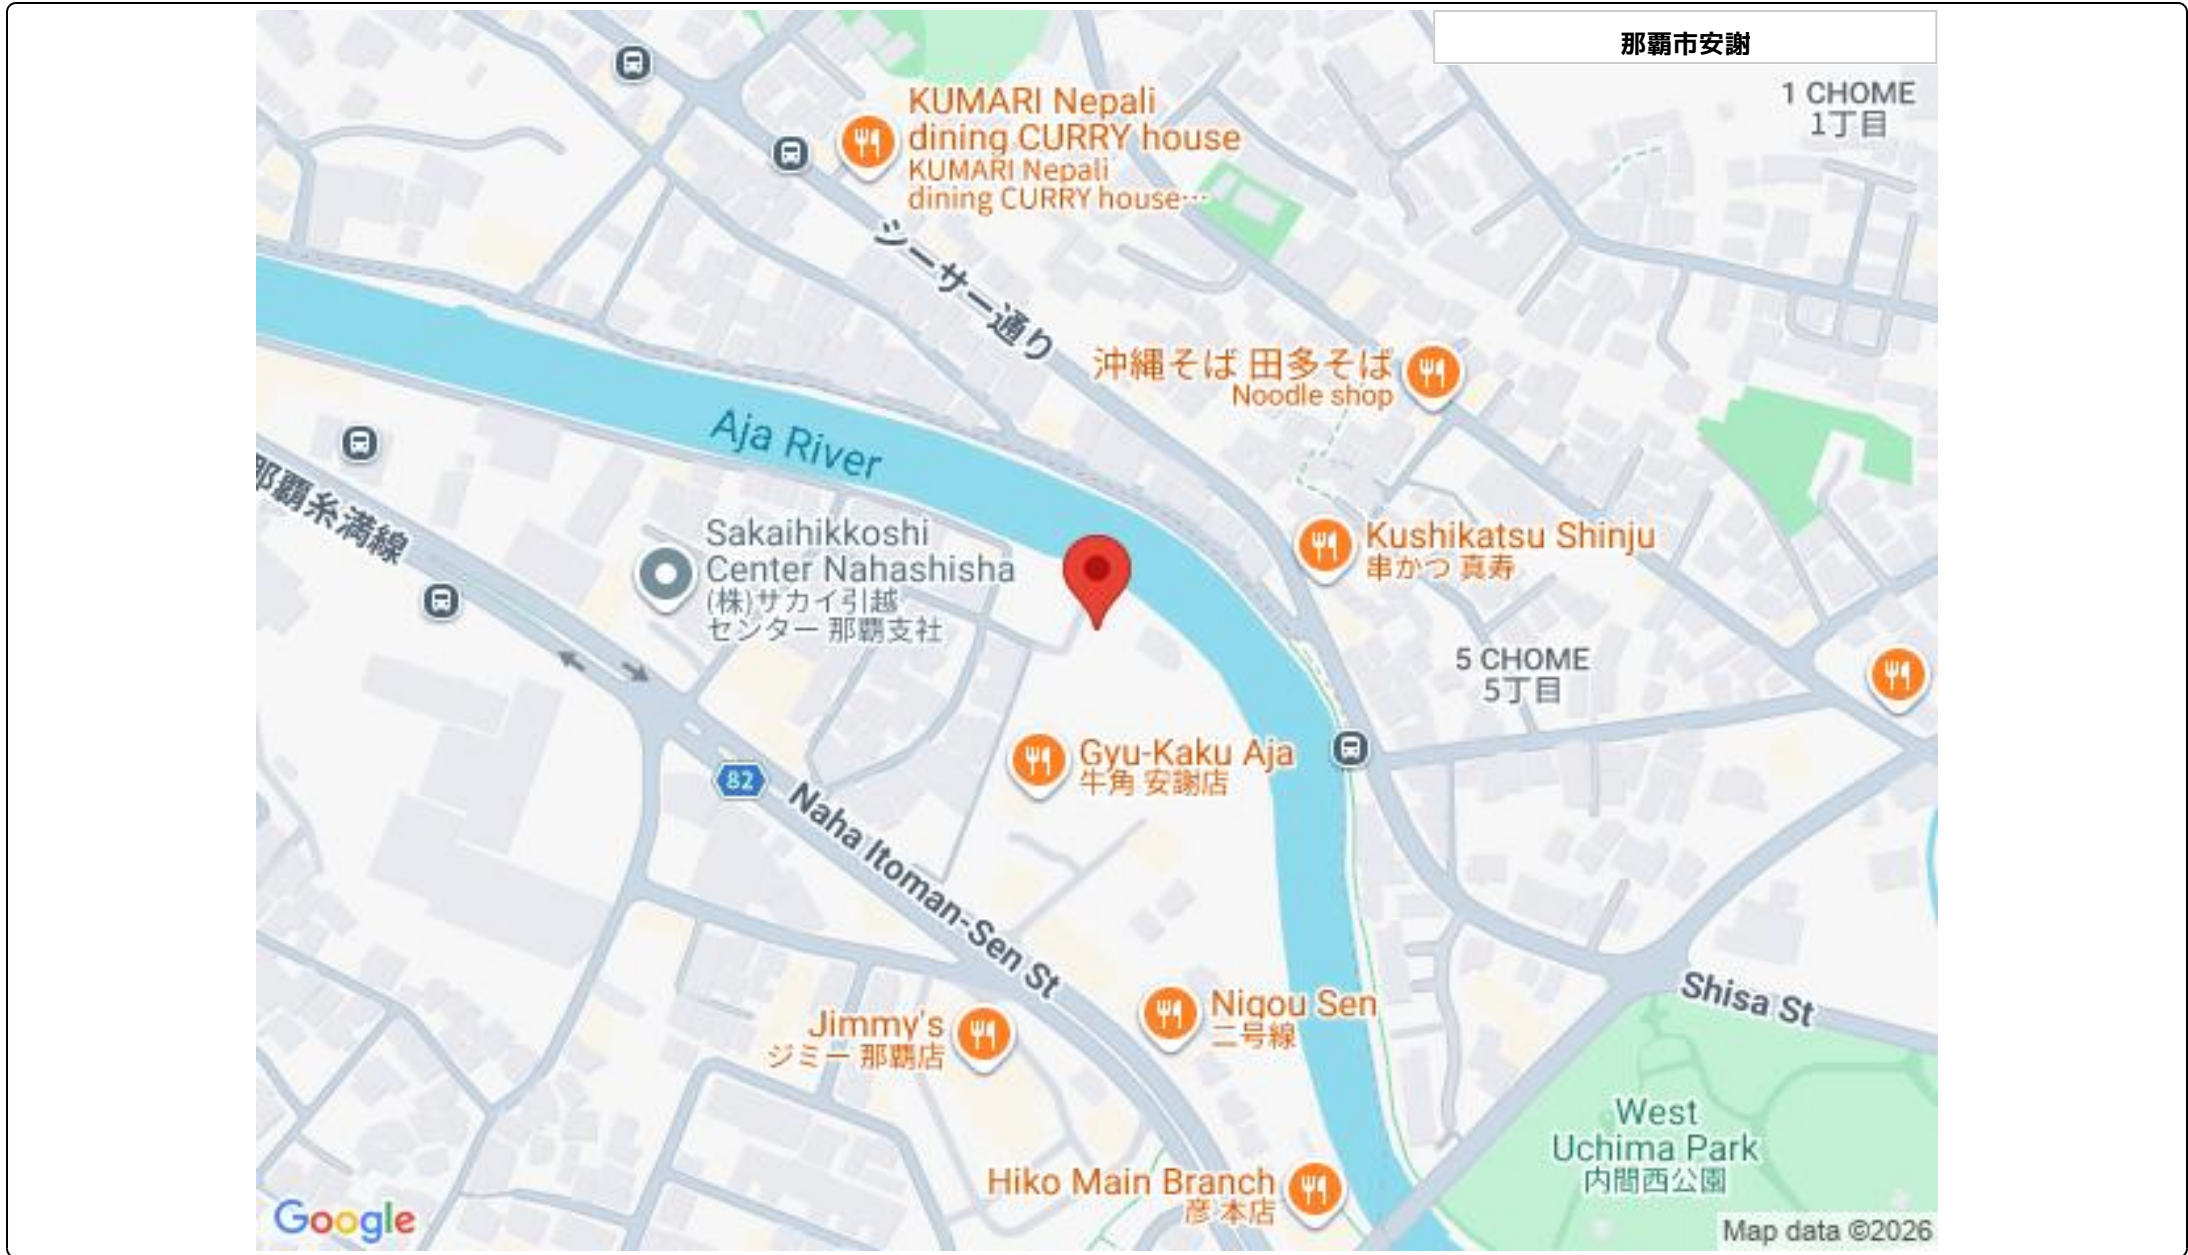 那覇市安謝
1 CHOME
1丁目
KUMARI Nepali
dining CURRY house
KUMARI Nepali
dining CURRY house…
シーサー通り
沖縄そば 田多そば
Noodle shop
Aja River
那覇糸満線
Sakaihikkoshi
Center Nahashisha
(株)サカイ引越
センター 那覇支社
Kushikatsu Shinju
串かつ 真寿
5 CHOME
5丁目
Gyu-Kaku Aja
牛角 安謝店
82
Naha Itoman-Sen St
Shisa St
Nigou Sen
二号線
Jimmy's
ジミー 那覇店
West
Uchima Park
内間西公園
Hiko Main Branch
彦 本店
Google
Map data ©2026